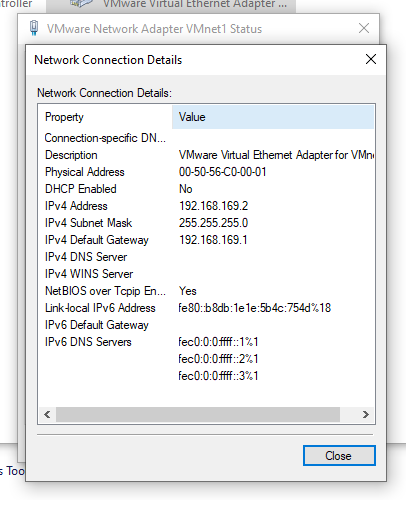 ntroller
VMware Virtual Ethernet Adapter ...
VMware Network Adapter VMnet1 Status
Network Connection Details
Network Connection Details:
Property Value
Connection-specific DN...
Description VMware Virtual Ethernet Adapter for VMne
Physical Address 00-50-56-C0-00-01
DHCP Enabled No
IPv4 Address 192.168.169.2
IPv4 Subnet Mask 255.255.255.0
IPv4 Default Gateway 192.168.169.1
IPv4 DNS Server
IPv4 WINS Server
NetBIOS over Tcpip En... Yes
Link-local IPv6 Address fe80::b8db:1e1e:5b4c:754d%18
IPv6 Default Gateway
IPv6 DNS Servers fec0:0:0:ffff::1%1
fec0:0:0:ffff::2%1
fec0:0:0:ffff::3%1
Close
s Too